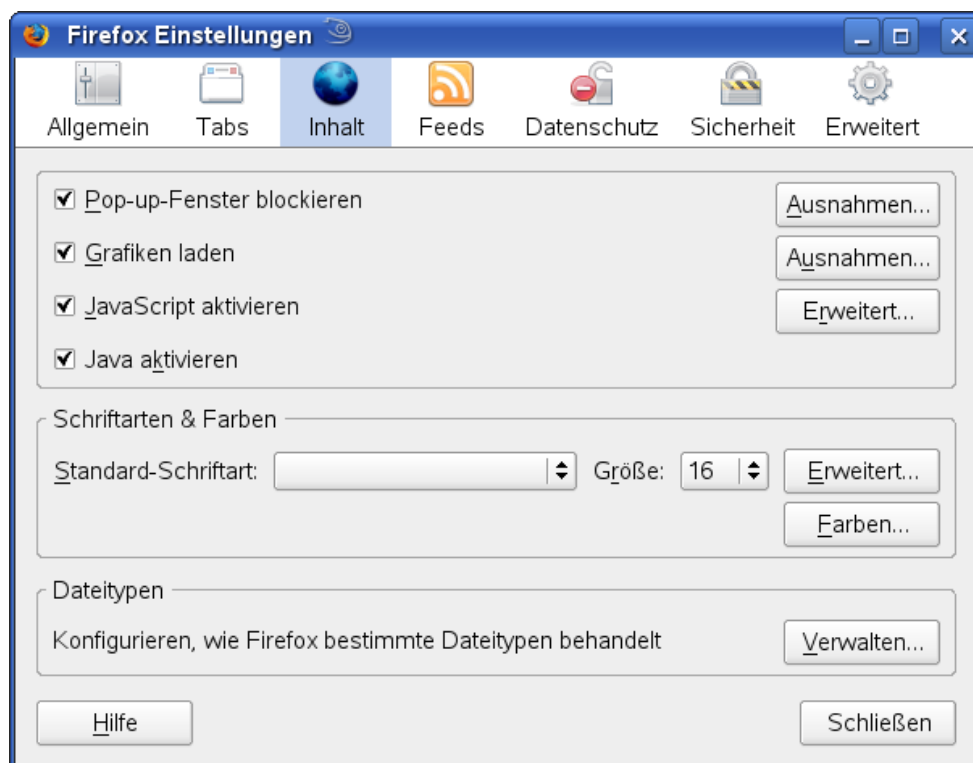 Firefox Einstellungen
Allgemein Tabs Inhalt Feeds Datenschutz Sicherheit Erweitert
Pop-up-Fenster blockieren Ausnahmen...
Grafiken laden Ausnahmen...
JavaScript aktivieren Erweitert...
Java aktivieren
Schriftarten & Farben
Standard-Schriftart: Größe: 16 Erweitert...
Farben...
Dateitypen
Konfigurieren, wie Firefox bestimmte Dateitypen behandelt Verwalten...
Hilfe Schließen